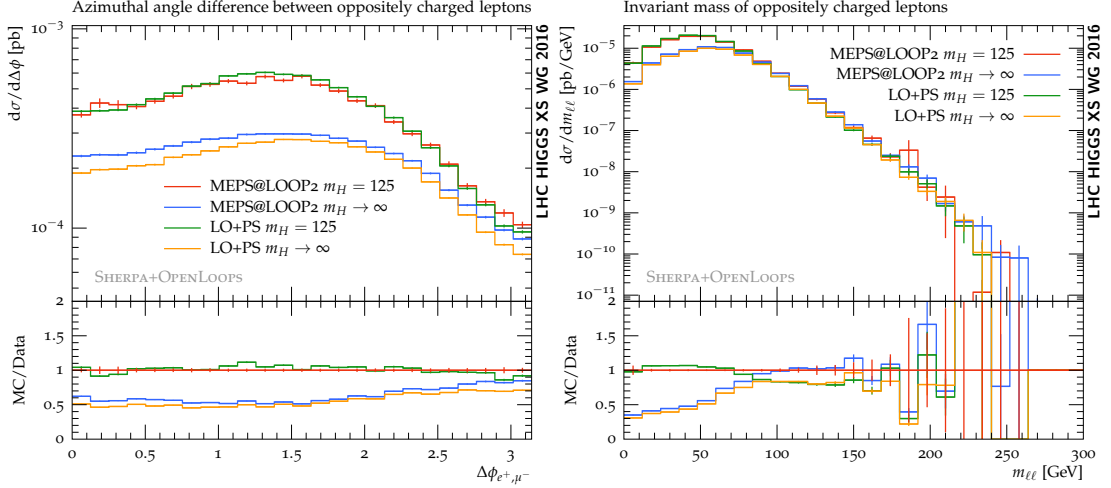 Azimuthal angle difference between oppositely charged leptons
dσ/dΔϕ [pb]
10⁻³
10⁻⁴
MEPS@LOOP2 m_H = 125
MEPS@LOOP2 m_H → ∞
LO+PS m_H = 125
LO+PS m_H → ∞
SHERPA+OPENLOOPS
LHC HIGGS XS WG 2016
MC/Data
2
1.5
1
0.5
0
0 0.5 1 1.5 2 2.5 3
Δϕ_{e⁺,μ⁻}
Invariant mass of oppositely charged leptons
dσ/dm_{ℓℓ} [pb/GeV]
10⁻⁵
10⁻⁶
10⁻⁷
10⁻⁸
10⁻⁹
10⁻¹⁰
10⁻¹¹
MEPS@LOOP2 m_H = 125
MEPS@LOOP2 m_H → ∞
LO+PS m_H = 125
LO+PS m_H → ∞
SHERPA+OPENLOOPS
LHC HIGGS XS WG 2016
MC/Data
2
1.5
1
0.5
0
0 50 100 150 200 250 300
m_{ℓℓ} [GeV]